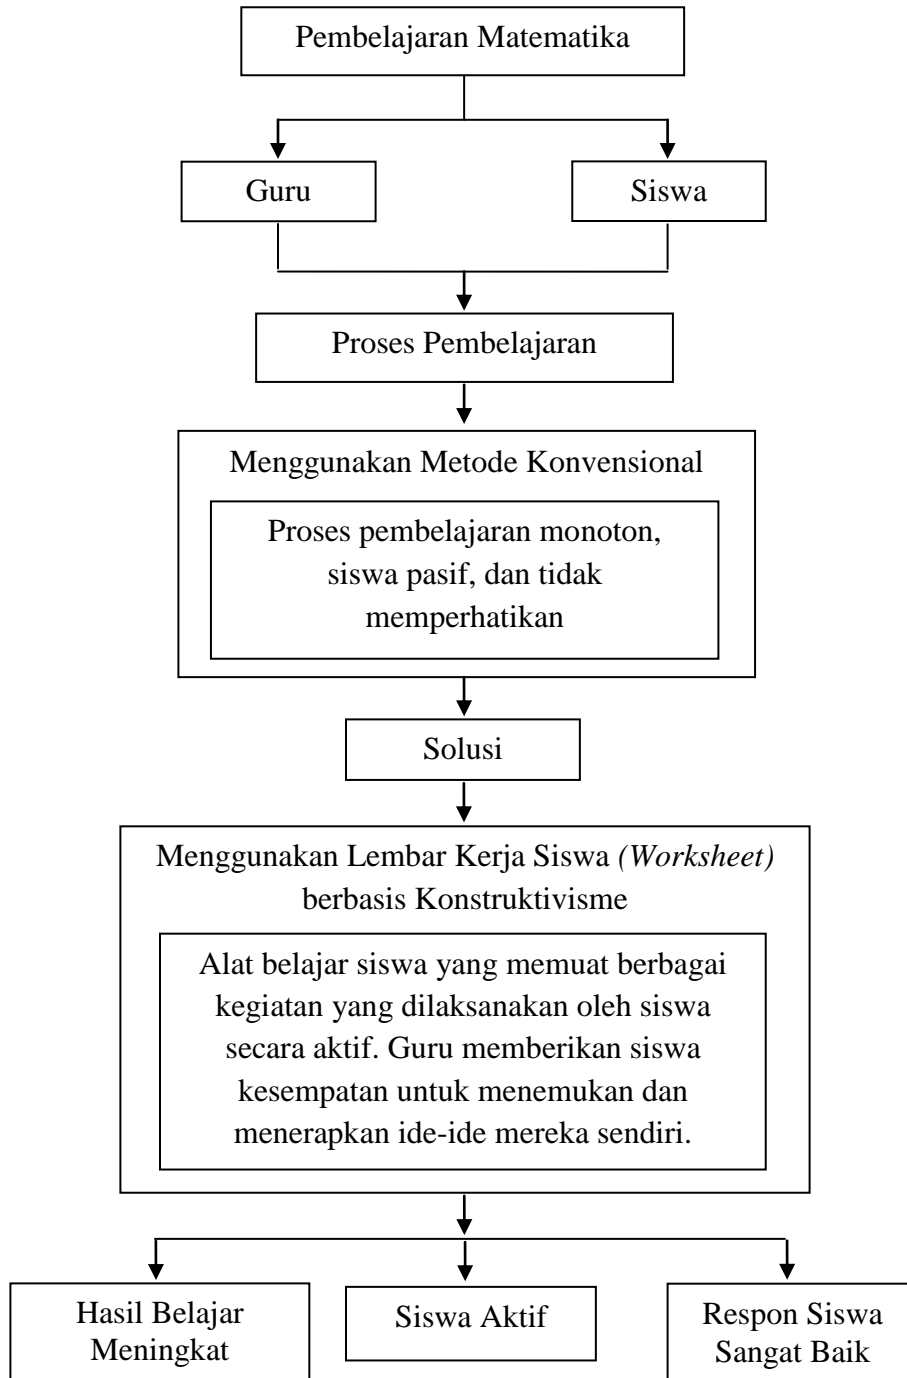 Pembelajaran Matematika
Guru
Siswa
Proses Pembelajaran
Menggunakan Metode Konvensional
Proses pembelajaran monoton,
siswa pasif, dan tidak
memperhatikan
Solusi
Menggunakan Lembar Kerja Siswa (Worksheet)
berbasis Konstruktivisme
Alat belajar siswa yang memuat berbagai
kegiatan yang dilaksanakan oleh siswa
secara aktif. Guru memberikan siswa
kesempatan untuk menemukan dan
menerapkan ide-ide mereka sendiri.
Hasil Belajar
Meningkat
Siswa Aktif
Respon Siswa
Sangat Baik